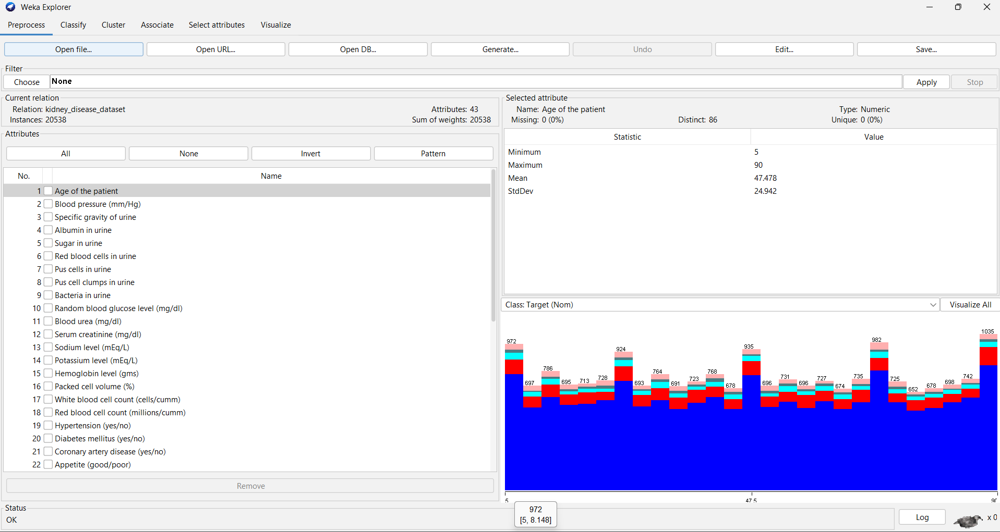 Weka Explorer
Preprocess Classify Cluster Associate Select attributes Visualize
Open file... Open URL... Open DB... Generate... Undo Edit... Save...
Filter
Choose None Apply Stop
Current relation
Relation: kidney_disease_dataset Attributes: 43
Instances: 20538 Sum of weights: 20538
Attributes
All None Invert Pattern
No. Name
1 Age of the patient
2 Blood pressure (mm/Hg)
3 Specific gravity of urine
4 Albumin in urine
5 Sugar in urine
6 Red blood cells in urine
7 Pus cells in urine
8 Pus cell clumps in urine
9 Bacteria in urine
10 Random blood glucose level (mg/dl)
11 Blood urea (mg/dl)
12 Serum creatinine (mg/dl)
13 Sodium level (mEq/L)
14 Potassium level (mEq/L)
15 Hemoglobin level (gms)
16 Packed cell volume (%)
17 White blood cell count (cells/cumm)
18 Red blood cell count (millions/cumm)
19 Hypertension (yes/no)
20 Diabetes mellitus (yes/no)
21 Coronary artery disease (yes/no)
22 Appetite (good/poor)
Remove
Selected attribute
Name: Age of the patient Type: Numeric
Missing: 0 (0%) Distinct: 86 Unique: 0 (0%)
Statistic Value
Minimum 5
Maximum 90
Mean 47.478
StdDev 24.942
Class: Target (Nom) Visualize All
972 697 786 695 713 728 924 693 764 691 723 768 678 935 696 731 696 727 674 735 982 725 652 678 698 742 1035
5 47.5 90
972
[5, 8.148]
Status
OK
Log x 0